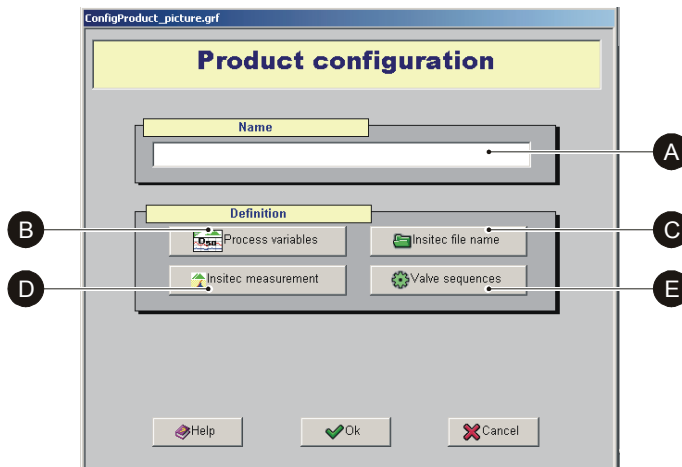 ConfigProduct_picture.grf
Product configuration
Name
A
Definition
B
Process variables
Insitec file name
C
D
Insitec measurement
Valve sequences
E
Help
Ok
Cancel